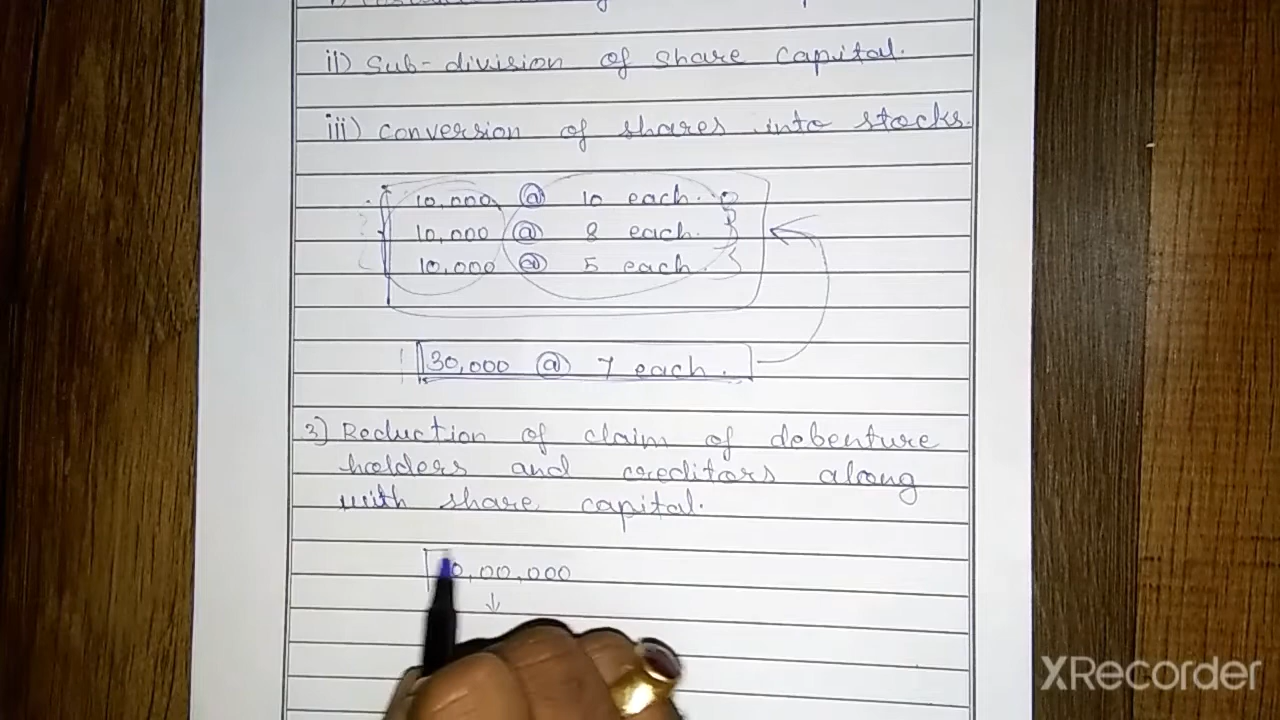 ii) Sub-division of share capital.
iii) Conversion of shares into stocks.
10,000 @ 10 each.
10,000 @ 8 each.
10,000 @ 5 each.
30,000 @ 7 each.
3) Reduction of claim of debenture
holders and creditors along
with share capital.
0,00,000
XRecorder